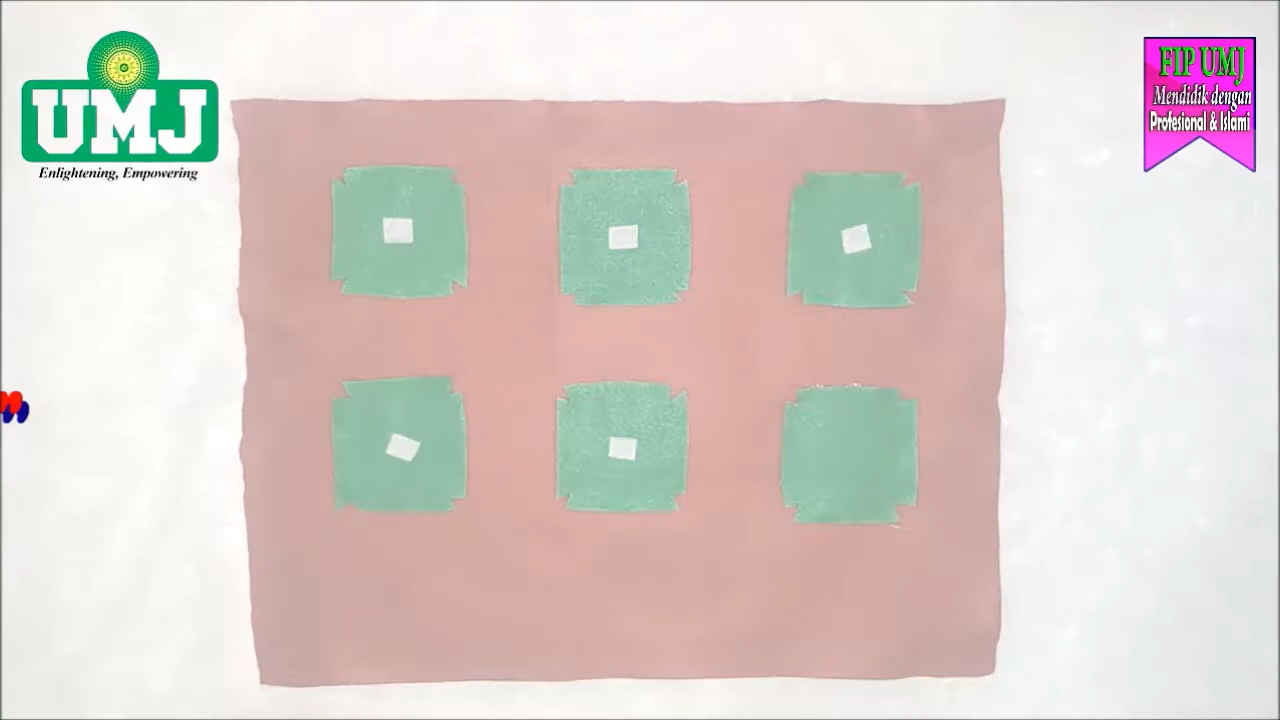 UMJ
Enlightening, Empowering
FIP UMJ
Mendidik dengan
Profesional & Islami